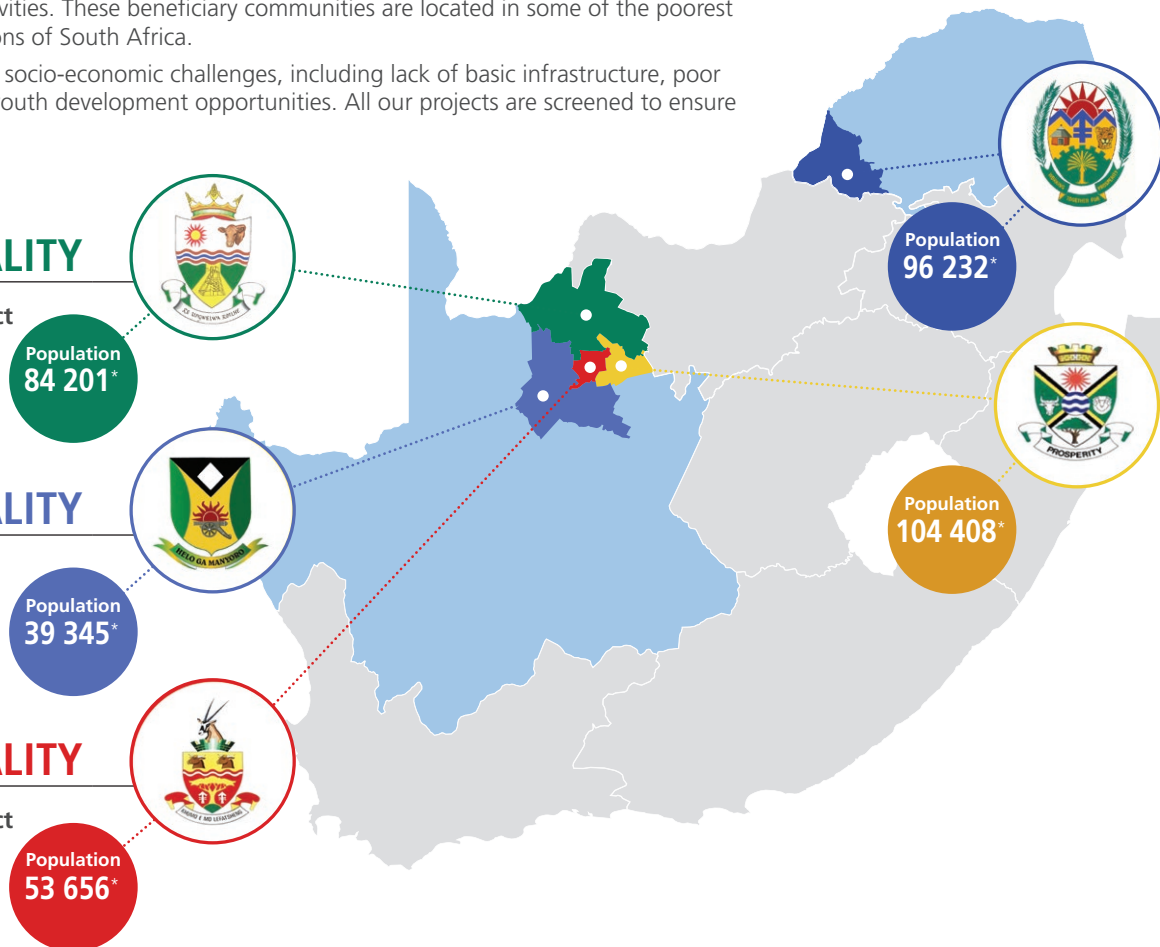 vities. These beneficiary communities are located in some of the poorest
ons of South Africa.
socio-economic challenges, including lack of basic infrastructure, poor
outh development opportunities. All our projects are screened to ensure
ALITY
ct
Population
84 201*
ALITY
HELO GA MANTORO
Population
39 345*
ALITY
ct
Population
53 656*
Population
96 232*
PROSPERITY
Population
104 408*